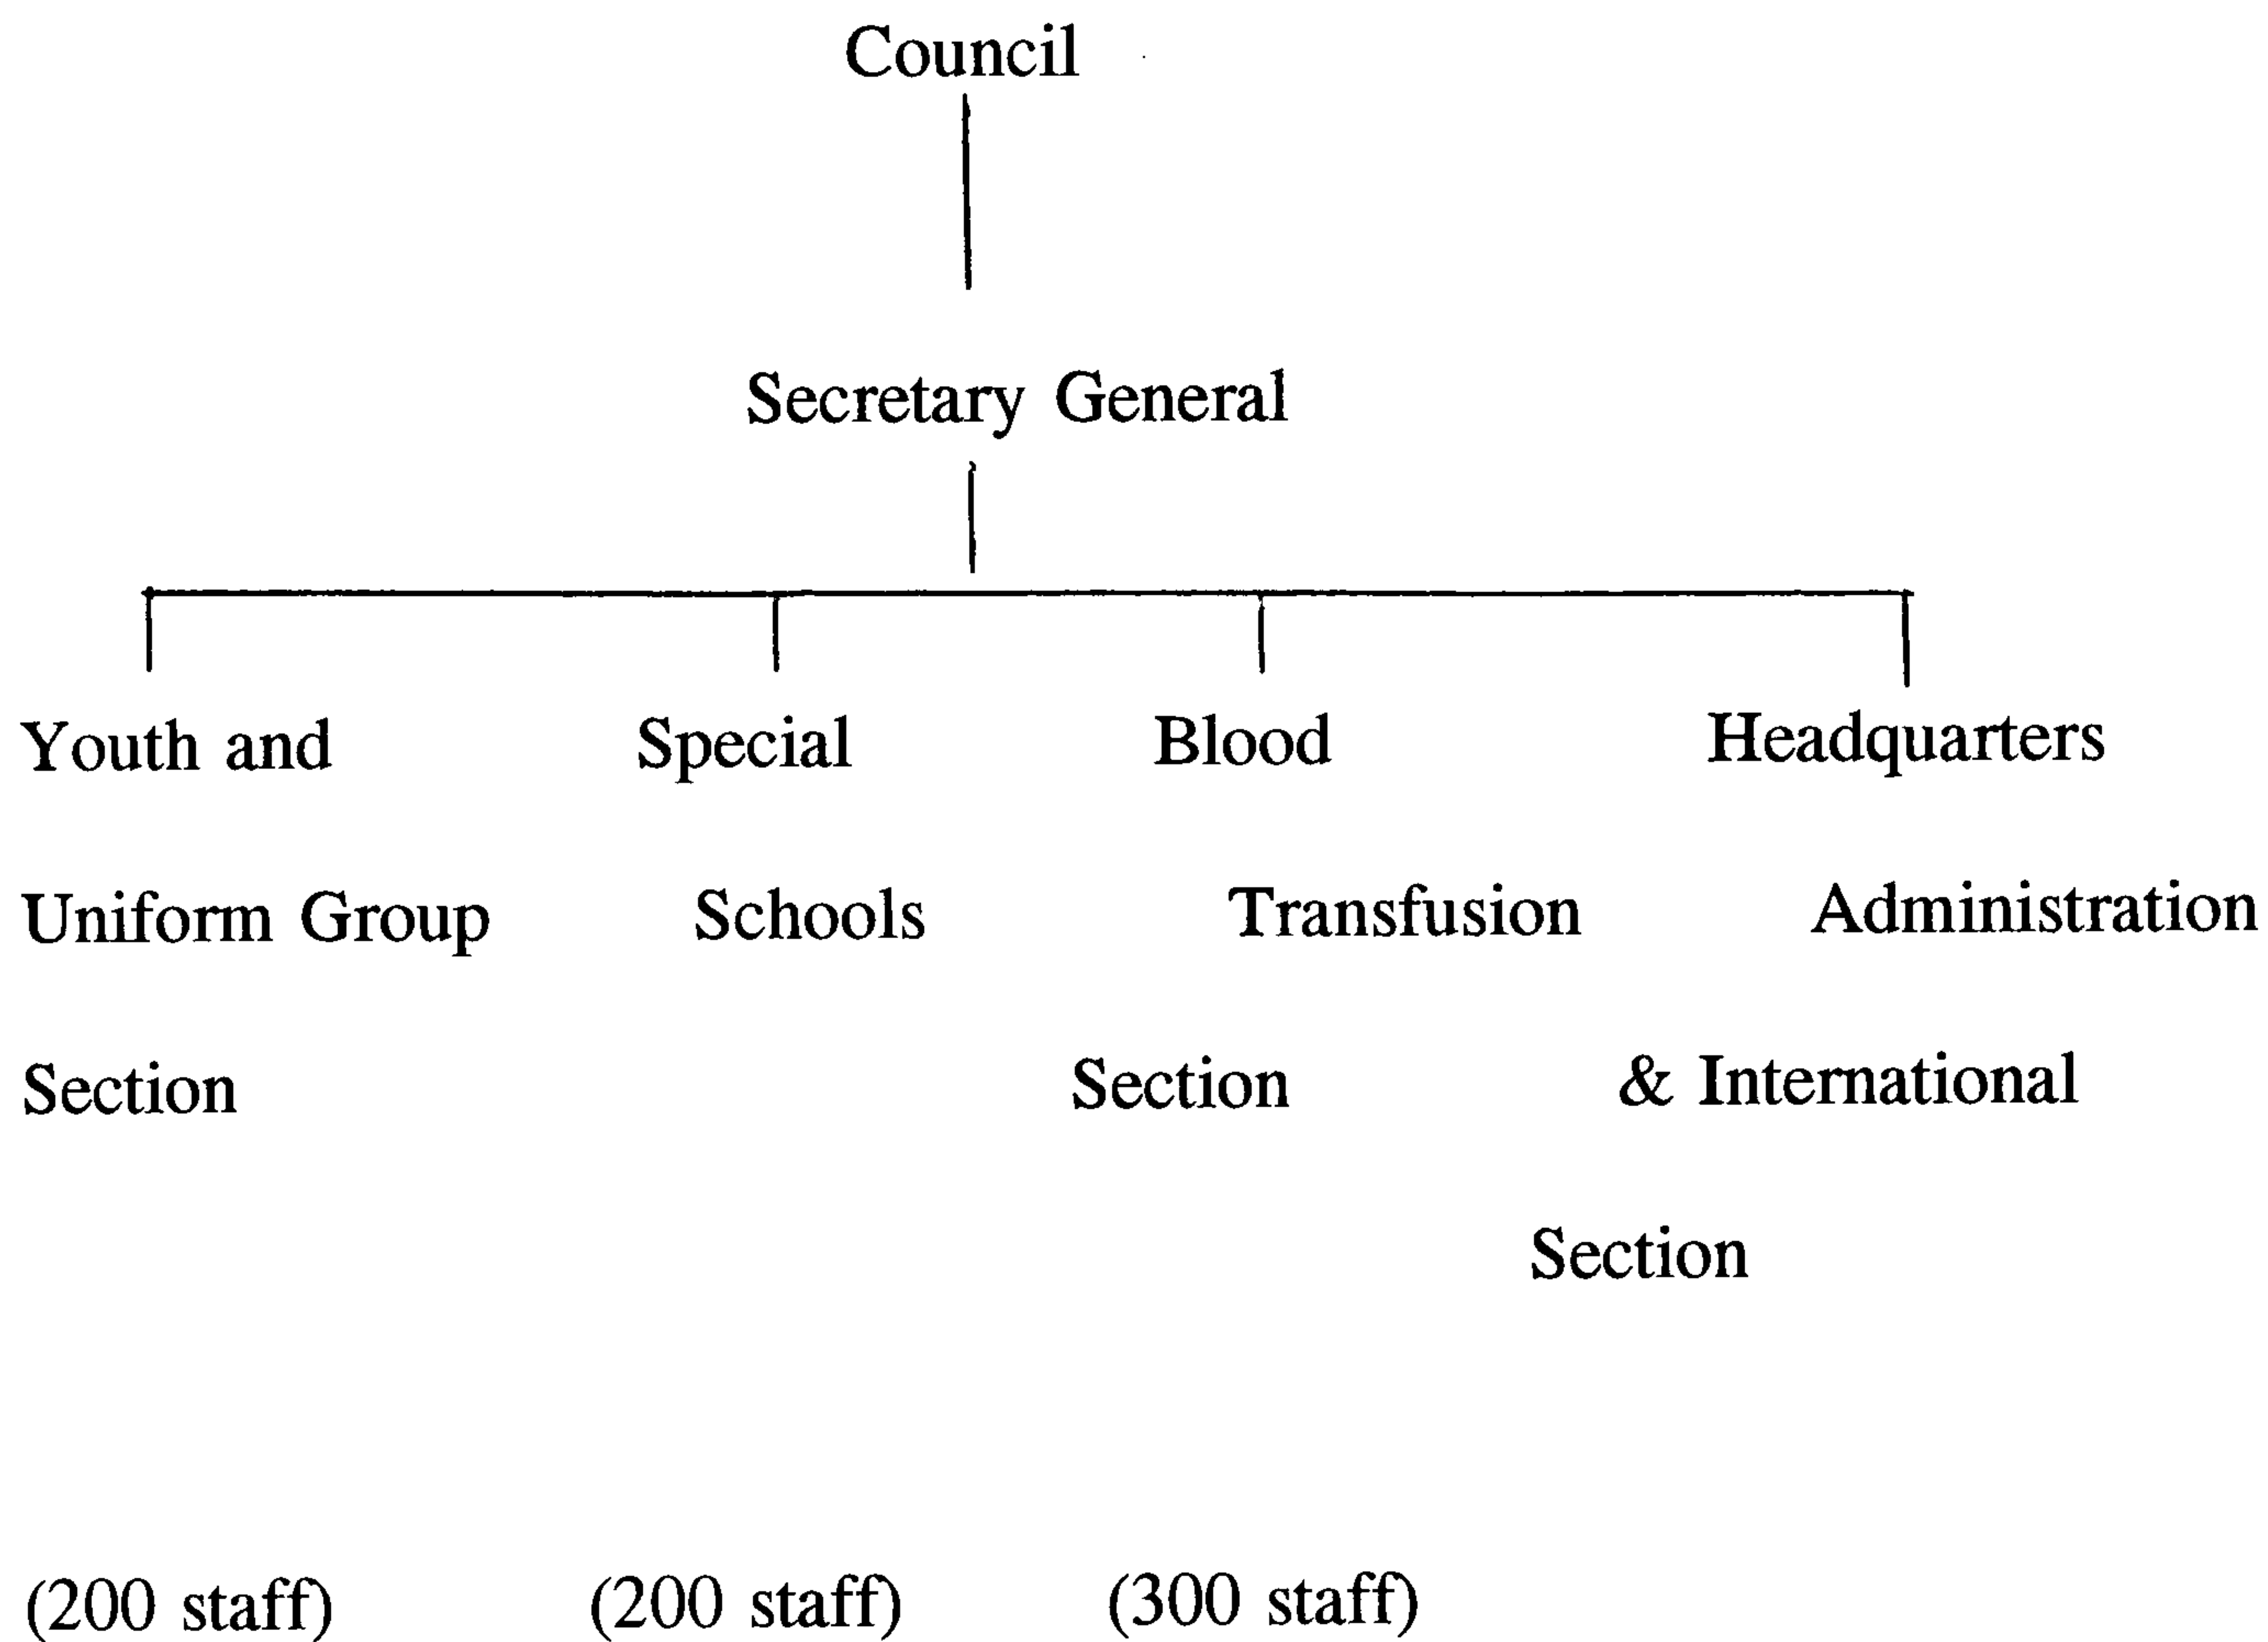 Council
Secretary General
Youth and Special Blood Headquarters
Uniform Group Schools Transfusion Administration
Section Section & International
Section
(200 staff) (200 staff) (300 staff)